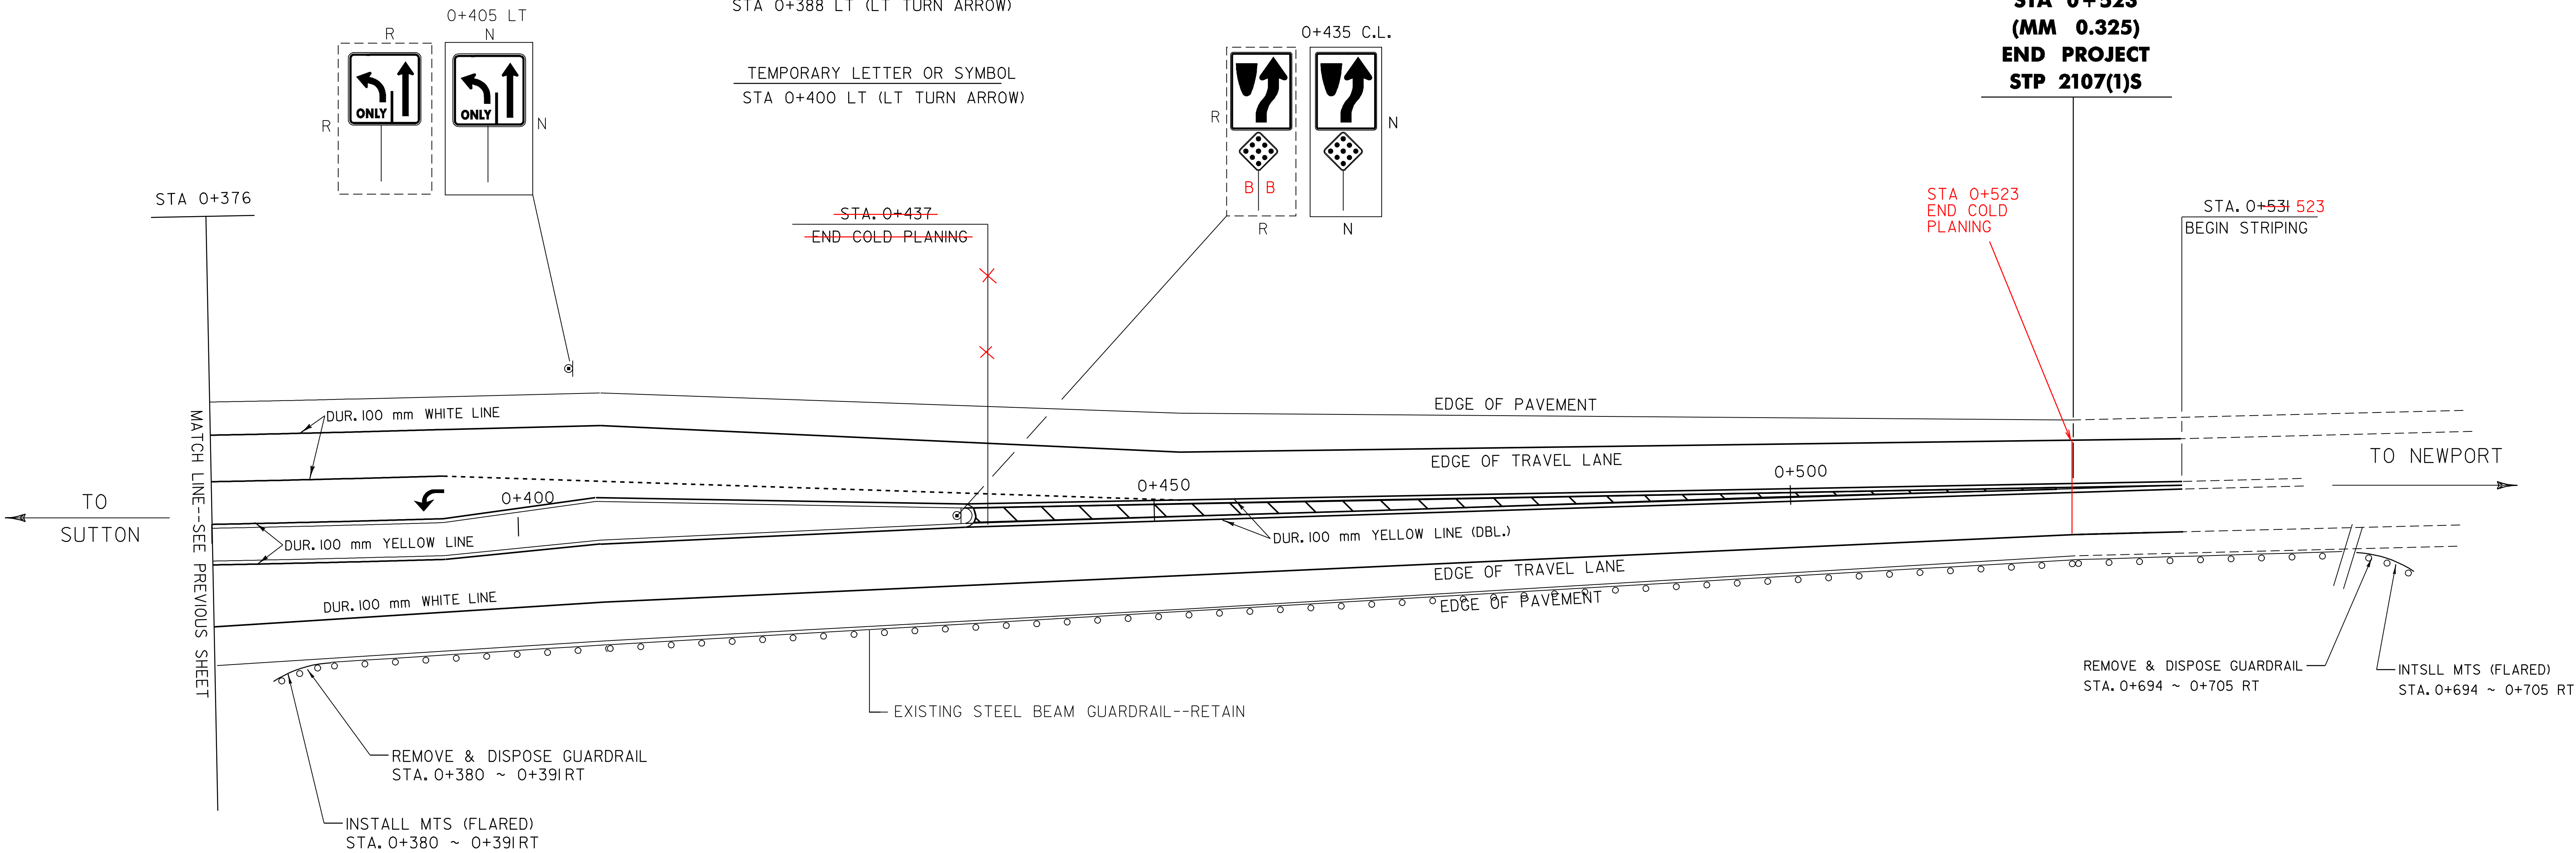 STA 0+388 LT (LT TURN ARROW)
TEMPORARY LETTER OR SYMBOL
STA 0+400 LT (LT TURN ARROW)
0+405 LT
R
N
ONLY
ONLY
R
N
0+435 C.L.
R
N
B B
R
N
STA 0+523
(MM 0.325)
END PROJECT
STP 2107(1)S
STA 0+376
STA. 0+437
END COLD PLANING
STA 0+523
END COLD
PLANING
STA. 0+531 523
BEGIN STRIPING
MATCH LINE--SEE PREVIOUS SHEET
DUR. 100 mm WHITE LINE
EDGE OF PAVEMENT
EDGE OF TRAVEL LANE
TO NEWPORT
TO
SUTTON
0+400
0+450
0+500
DUR. 100 mm YELLOW LINE
DUR. 100 mm YELLOW LINE (DBL.)
DUR. 100 mm WHITE LINE
EDGE OF TRAVEL LANE
EDGE OF PAVEMENT
EXISTING STEEL BEAM GUARDRAIL--RETAIN
REMOVE & DISPOSE GUARDRAIL
STA. 0+380 ~ 0+391 RT
INSTALL MTS (FLARED)
STA. 0+380 ~ 0+391 RT
REMOVE & DISPOSE GUARDRAIL
STA. 0+694 ~ 0+705 RT
INTSLL MTS (FLARED)
STA. 0+694 ~ 0+705 RT